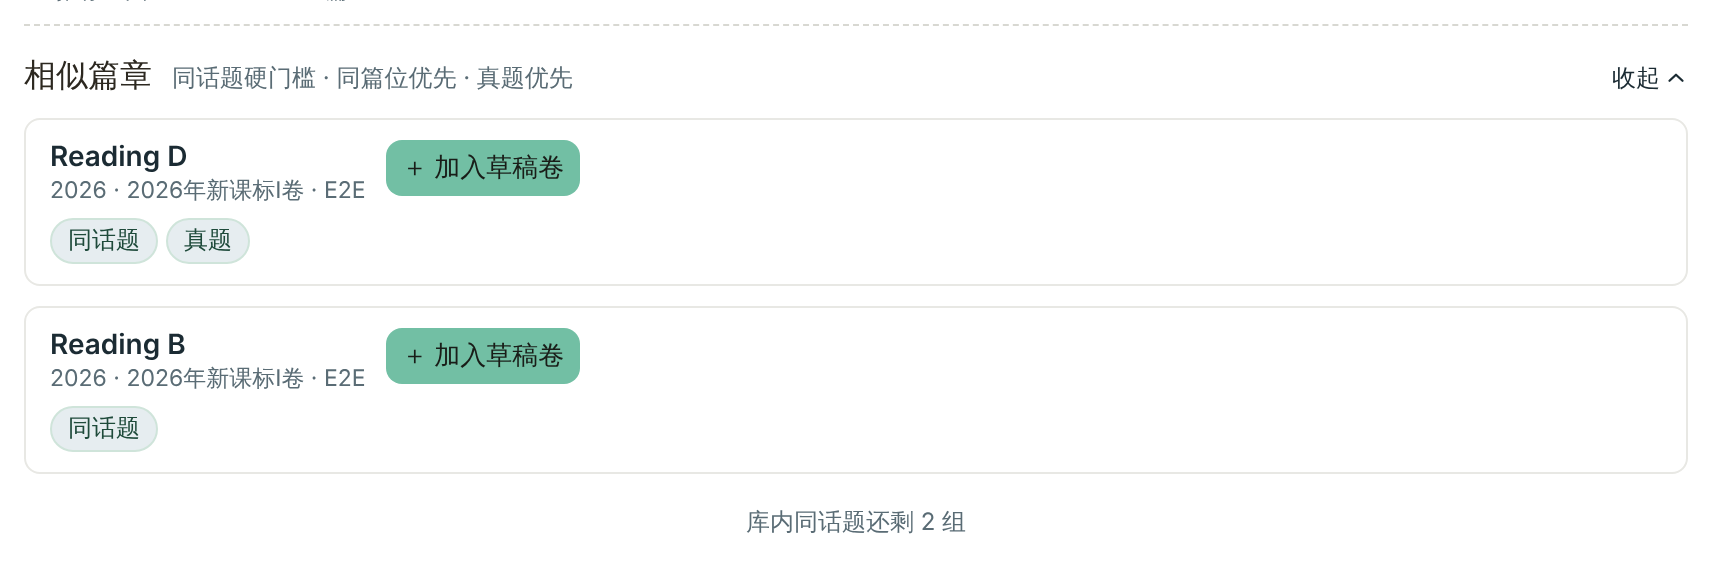 相似篇章 同话题硬门槛 · 同篇位优先 · 真题优先 收起
Reading D
+ 加入草稿卷
2026 · 2026年新课标I卷 · E2E
同话题 真题
Reading B
+ 加入草稿卷
2026 · 2026年新课标I卷 · E2E
同话题
库内同话题还剩 2 组